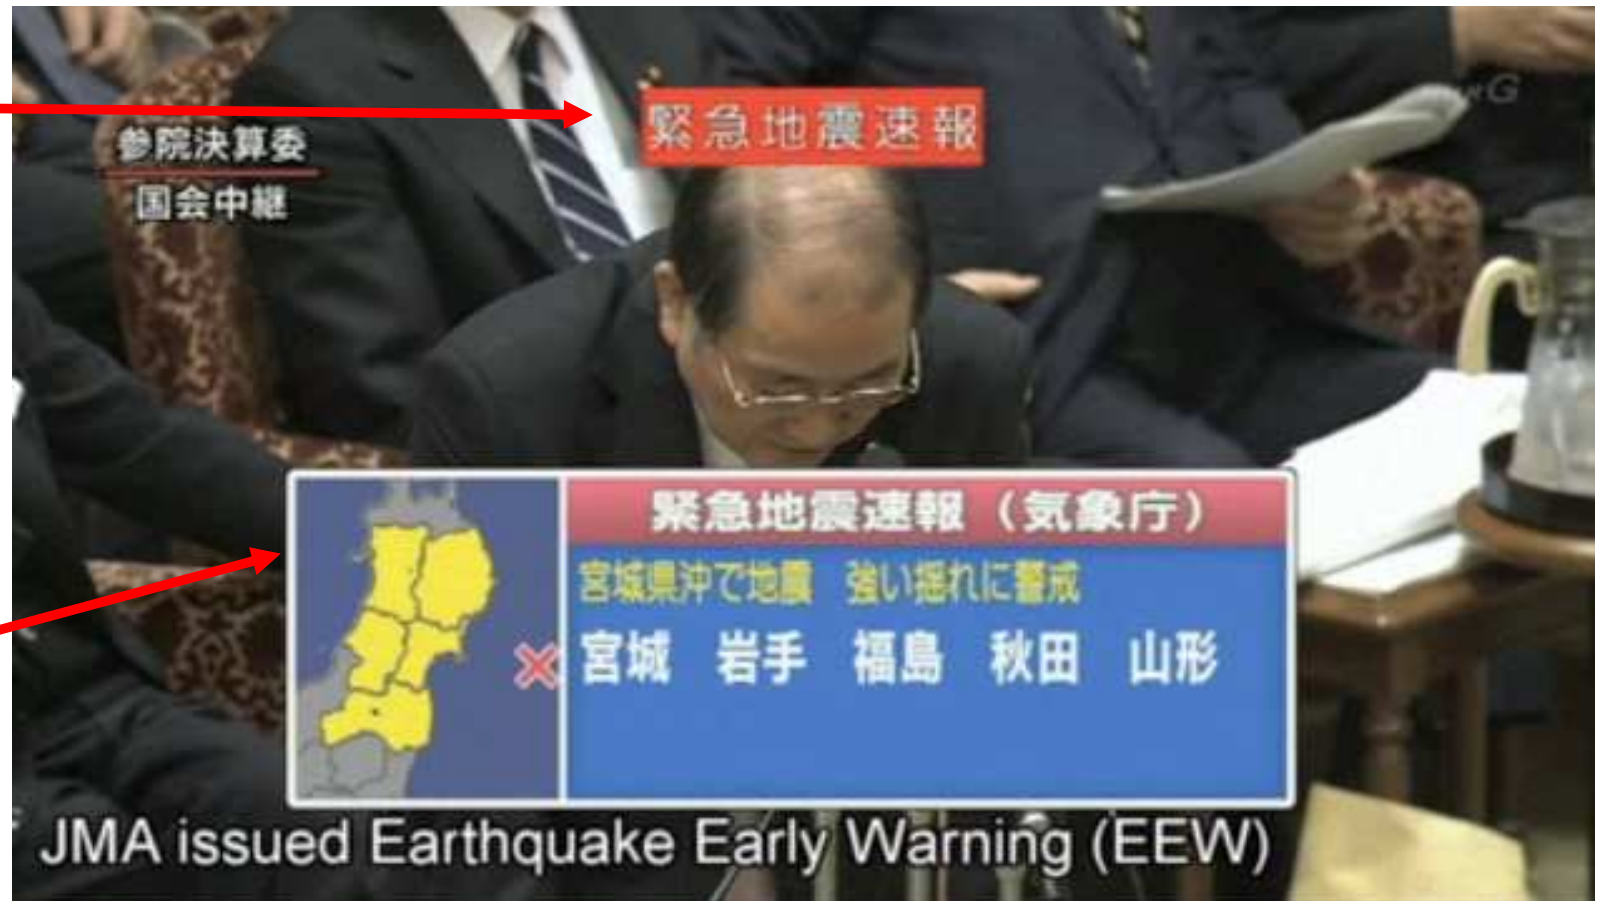 緊急地震速報
参院決算委
国会中継
緊急地震速報(気象庁)
宮城県沖で地震 強い揺れに警戒
宮城 岩手 福島 秋田 山形
JMA issued Earthquake Early Warning (EEW)